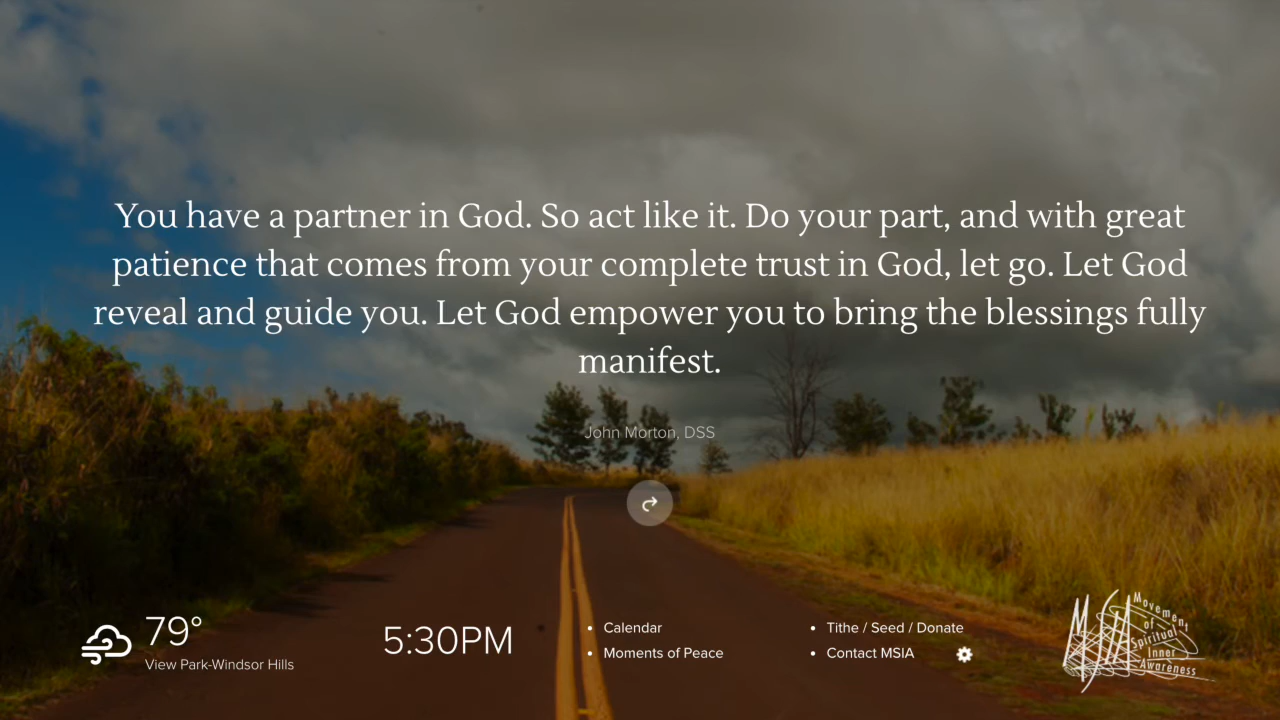 You have a partner in God. So act like it. Do your part, and with great
patience that comes from your complete trust in God, let go. Let God
reveal and guide you. Let God empower you to bring the blessings fully
manifest.
John Morton, DSS
79°
View Park-Windsor Hills
5:30PM
Calendar
Moments of Peace
Tithe / Seed / Donate
Contact MSIA
MSIA
Movement
of
Spiritual
Inner
Awareness